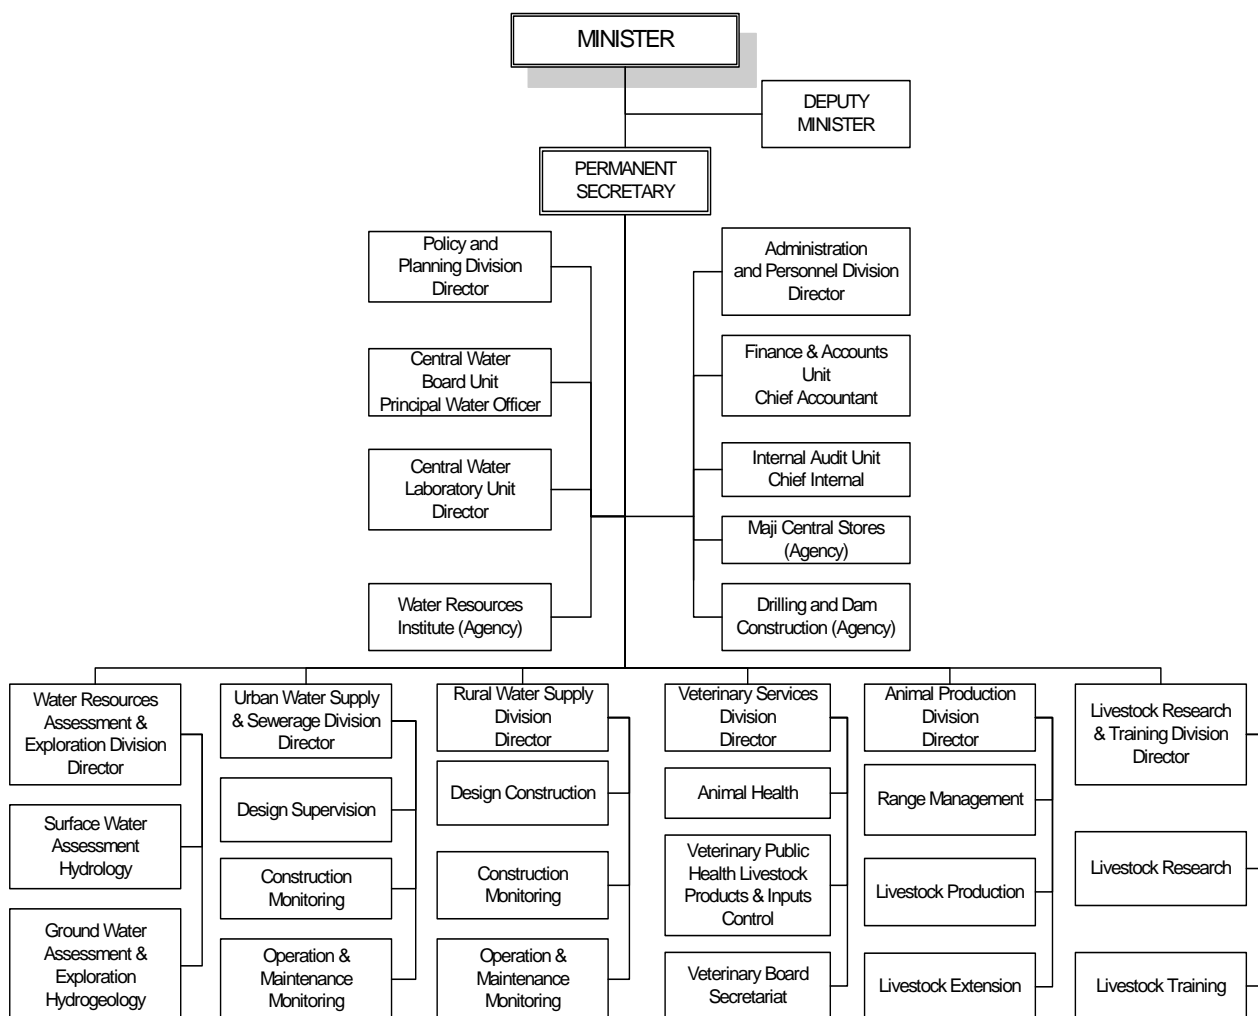 MINISTER
DEPUTY
MINISTER
PERMANENT
SECRETARY
Policy and
Planning Division
Director
Administration
and Personnel Division
Director
Central Water
Board Unit
Principal Water Officer
Finance & Accounts
Unit
Chief Accountant
Central Water
Laboratory Unit
Director
Internal Audit Unit
Chief Internal
Maji Central Stores
(Agency)
Water Resources
Institute (Agency)
Drilling and Dam
Construction (Agency)
Water Resources
Assessment &
Exploration Division
Director
Surface Water
Assessment
Hydrology
Ground Water
Assessment &
Exploration
Hydrogeology
Urban Water Supply
& Sewerage Division
Director
Design Supervision
Construction
Monitoring
Operation &
Maintenance
Monitoring
Rural Water Supply
Division
Director
Design Construction
Construction
Monitoring
Operation &
Maintenance
Monitoring
Veterinary Services
Division
Director
Animal Health
Veterinary Public
Health Livestock
Products & Inputs
Control
Veterinary Board
Secretariat
Animal Production
Division
Director
Range Management
Livestock Production
Livestock Extension
Livestock Research
& Training Division
Director
Livestock Research
Livestock Training